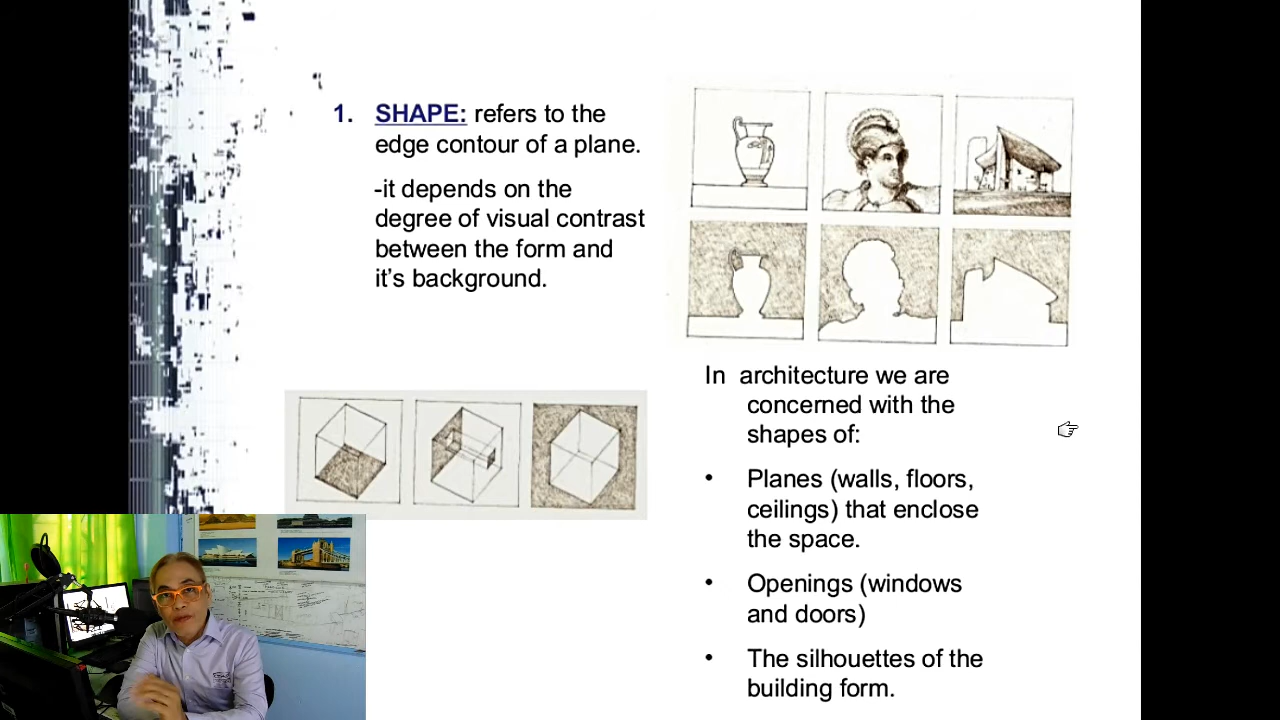 1. SHAPE: refers to the
edge contour of a plane.
-it depends on the
degree of visual contrast
between the form and
it’s background.
In architecture we are
concerned with the
shapes of:
• Planes (walls, floors,
ceilings) that enclose
the space.
• Openings (windows
and doors)
• The silhouettes of the
building form.